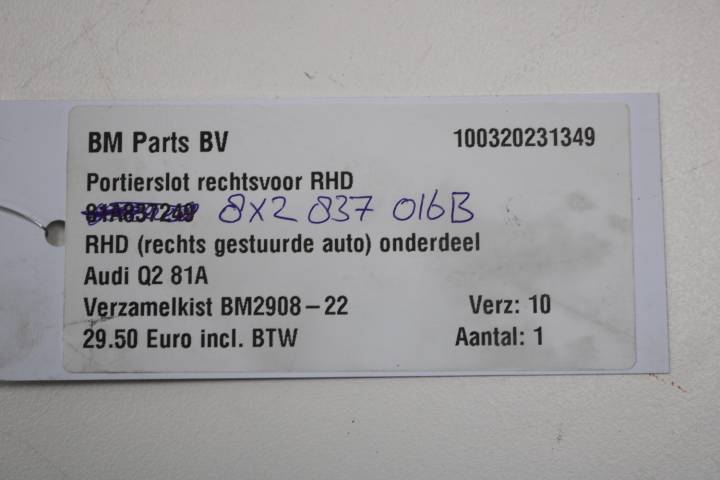 BM Parts BV 100320231349
Portierslot rechtsvoor RHD
81A837249 8X2 837 016B
RHD (rechts gestuurde auto) onderdeel
Audi Q2 81A
Verzamelkist BM2908-22 Verz: 10
29.50 Euro incl. BTW Aantal: 1